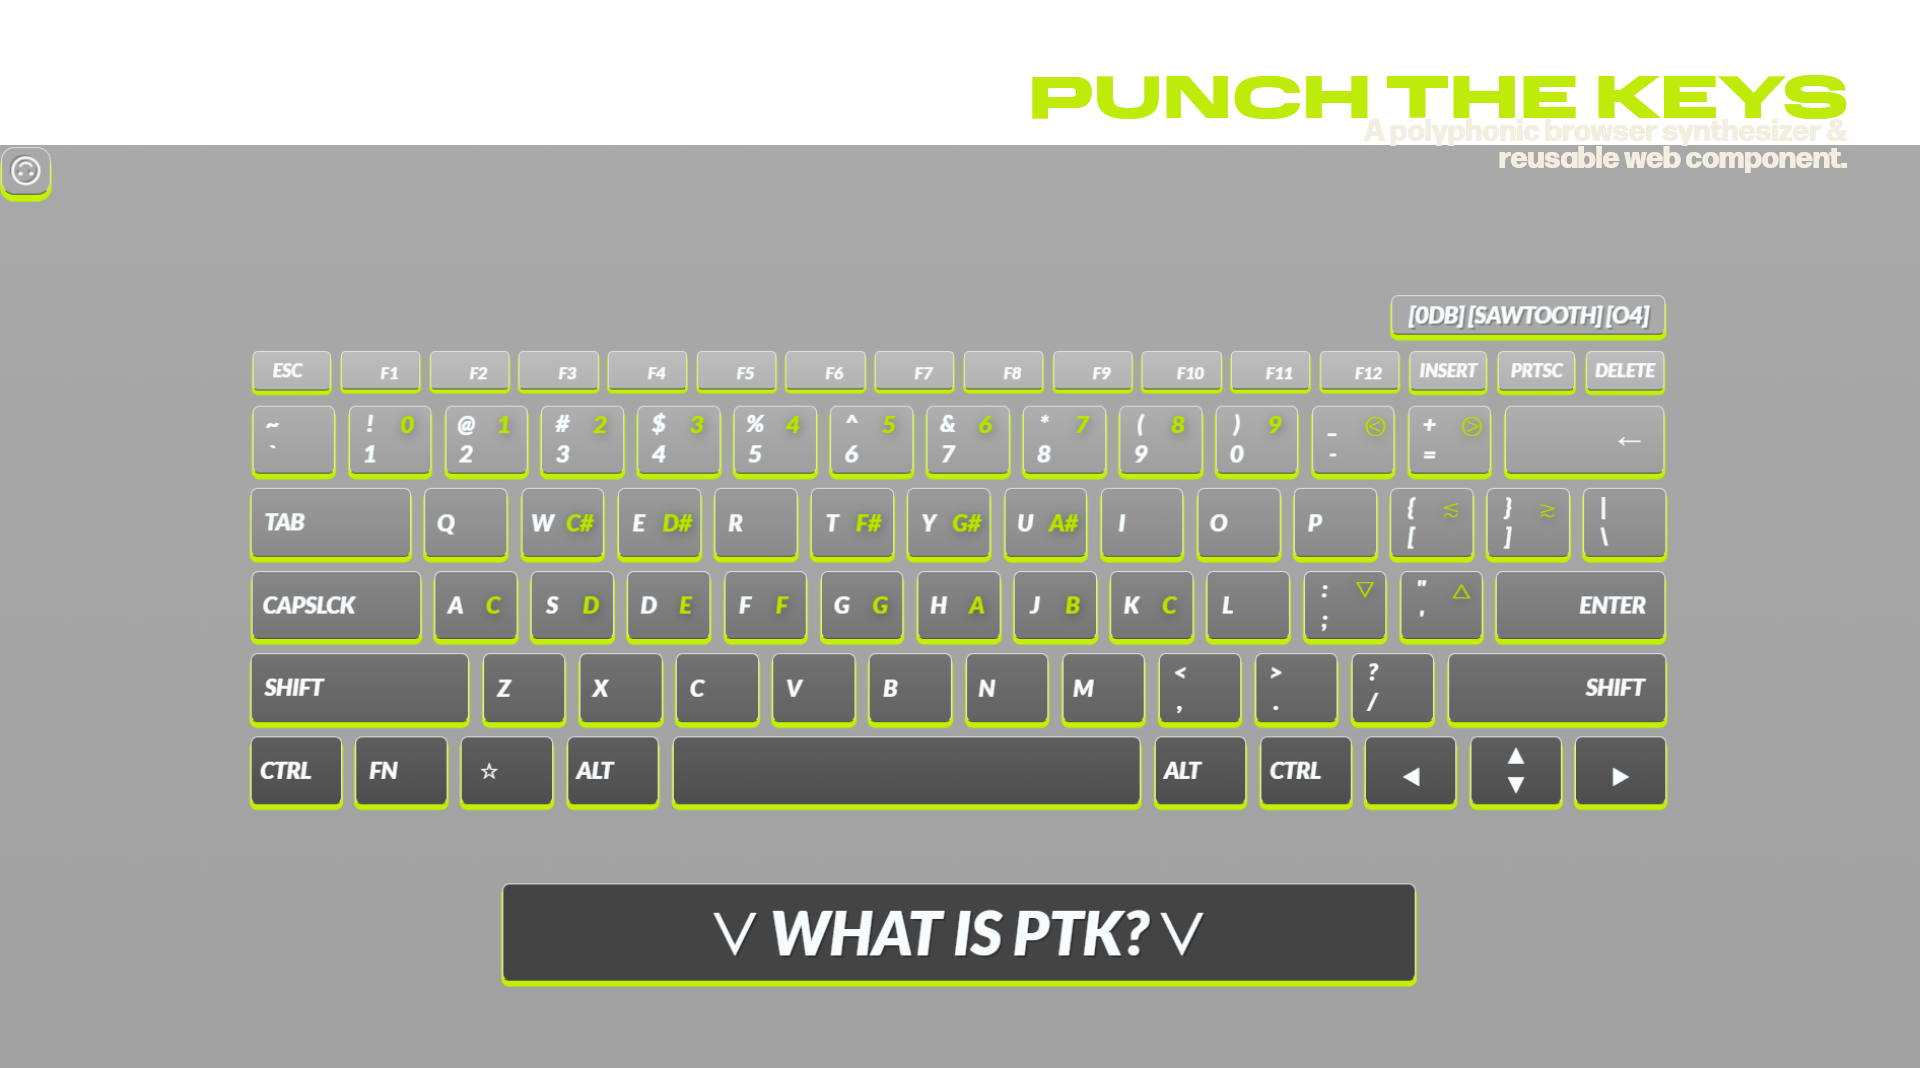 PUNCH THE KEYS
A polyphonic browser synthesizer &
reusable web component.
[0DB] [SAWTOOTH] [O4]
ESC F1 F2 F3 F4 F5 F6 F7 F8 F9 F10 F11 F12 INSERT PRTSC DELETE
~ ! 0 @ 1 # 2 $ 3 % 4 ^ 5 & 6 * 7 ( 8 ) 9 _ < + > ←
` 1 2 3 4 5 6 7 8 9 0 - =
TAB Q W C# E D# R T F# Y G# U A# I O P { ≲ } ≳ |
[ ] \
CAPSLCK A C S D D E F F G G H A J B K C L : ▽ " △ ENTER
; '
SHIFT Z X C V B N M < > ? SHIFT
, . /
CTRL FN ☆ ALT ALT CTRL ◀ ▲ ▶
▼
∨ WHAT IS PTK? ∨